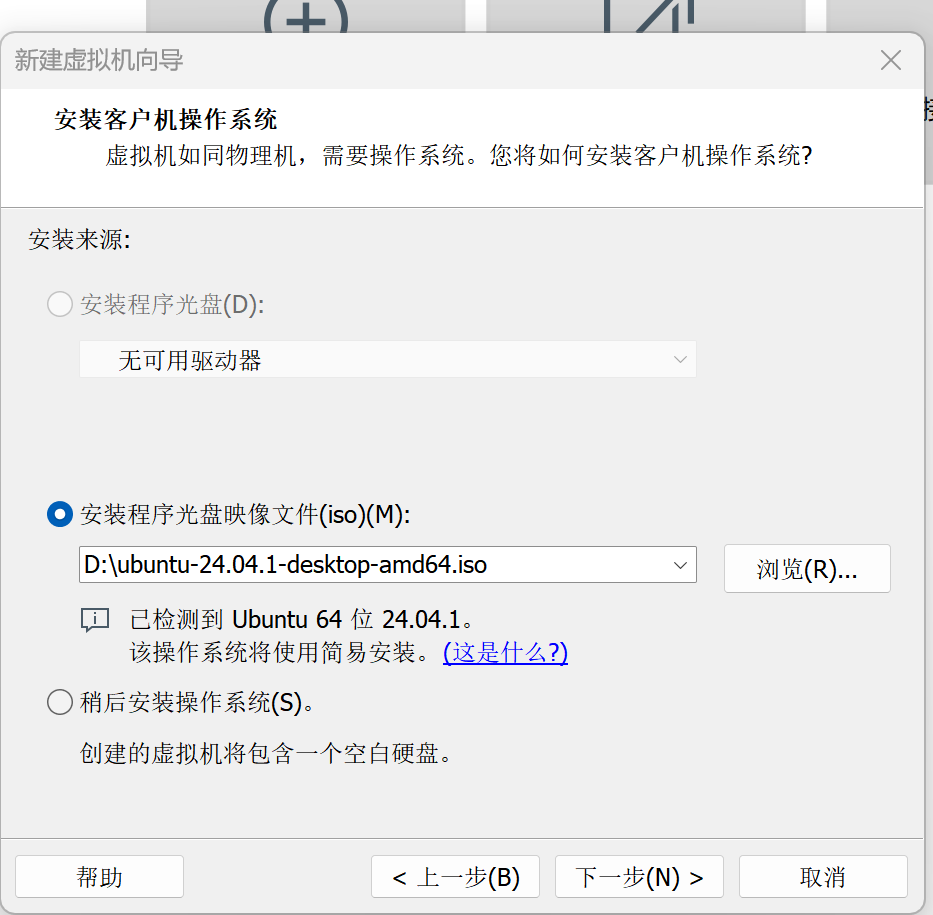 新建虚拟机向导
安装客户机操作系统
虚拟机如同物理机，需要操作系统。您将如何安装客户机操作系统?
安装来源:
安装程序光盘(D):
无可用驱动器
安装程序光盘映像文件(iso)(M):
D:\ubuntu-24.04.1-desktop-amd64.iso
浏览(R)...
已检测到 Ubuntu 64 位 24.04.1。
该操作系统将使用简易安装。(这是什么?)
稍后安装操作系统(S)。
创建的虚拟机将包含一个空白硬盘。
帮助
< 上一步(B)
下一步(N) >
取消